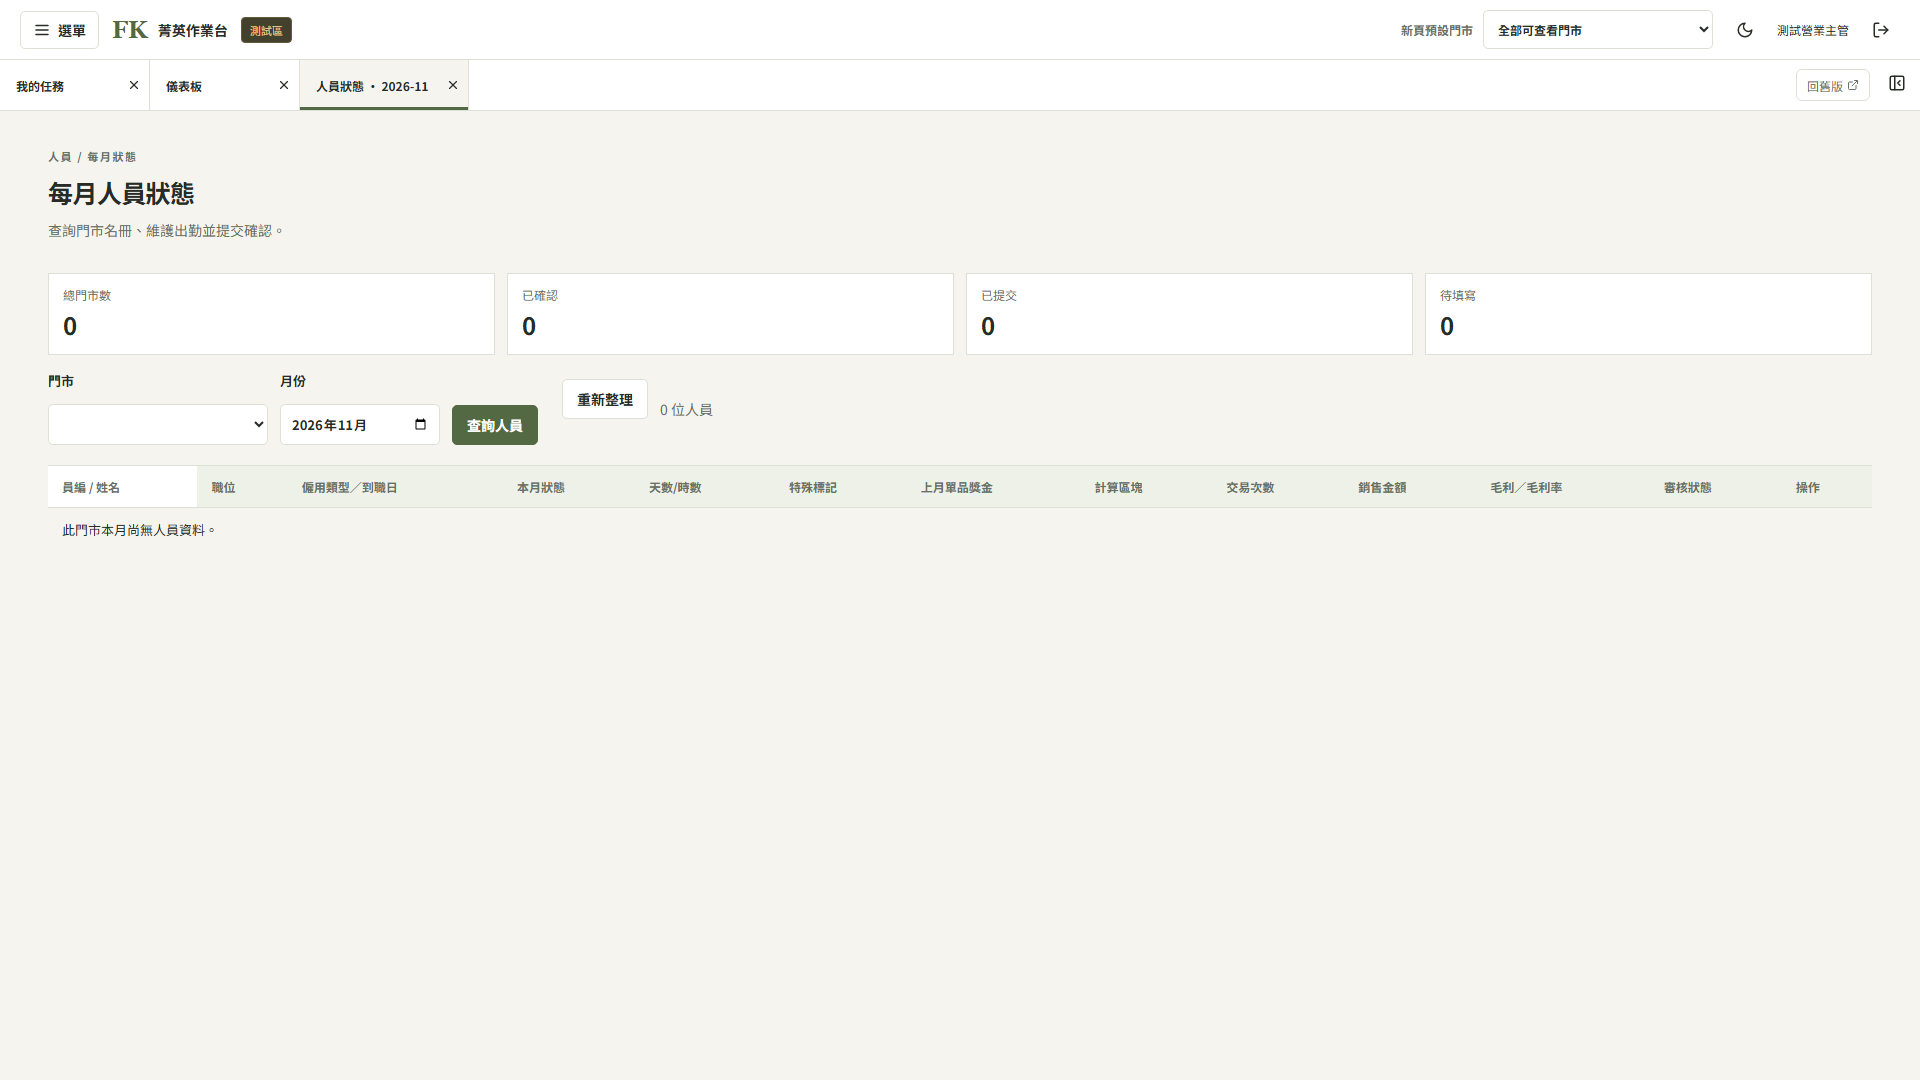 選單 FK 菁英作業台 測試區 新頁預設門市 全部可查看門市 測試營業主管
我的任務 儀表板 人員狀態 · 2026-11 回舊版
人員 / 每月狀態
每月人員狀態
查詢門市名冊、維護出勤並提交確認。
總門市數 已確認 已提交 待填寫
0 0 0 0
門市 月份
2026年11月 查詢人員 重新整理 0 位人員
員編 / 姓名 職位 僱用類型／到職日 本月狀態 天數/時數 特殊標記 上月單品獎金 計算區塊 交易次數 銷售金額 毛利／毛利率 審核狀態 操作
此門市本月尚無人員資料。